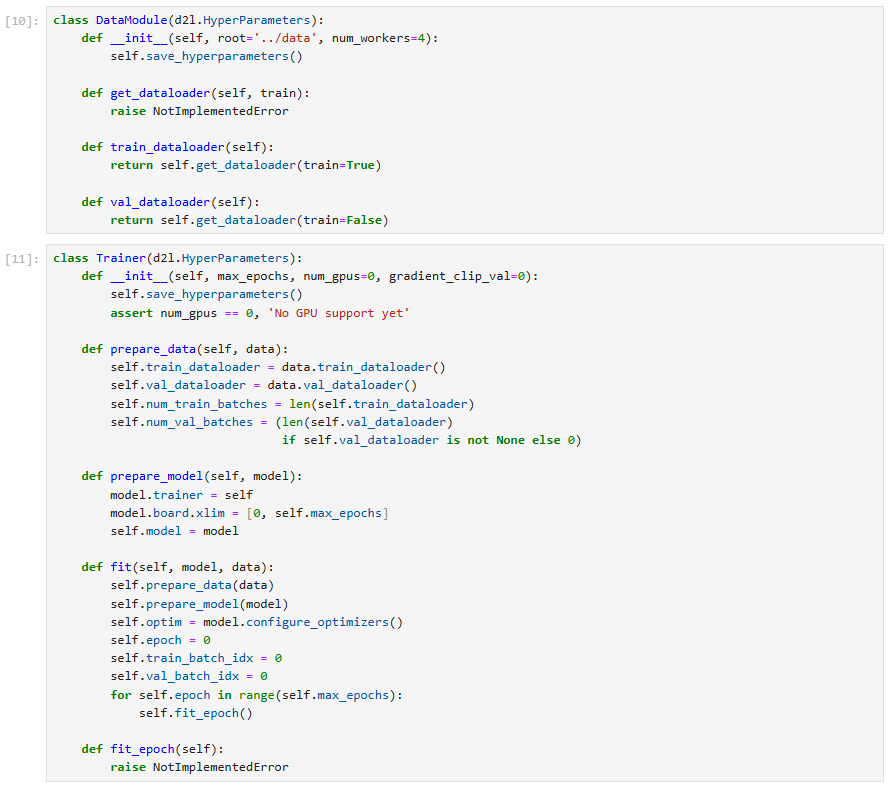 [10]: class DataModule(d2l.HyperParameters):
    def __init__(self, root='../data', num_workers=4):
        self.save_hyperparameters()

    def get_dataloader(self, train):
        raise NotImplementedError

    def train_dataloader(self):
        return self.get_dataloader(train=True)

    def val_dataloader(self):
        return self.get_dataloader(train=False)

[11]: class Trainer(d2l.HyperParameters):
    def __init__(self, max_epochs, num_gpus=0, gradient_clip_val=0):
        self.save_hyperparameters()
        assert num_gpus == 0, 'No GPU support yet'

    def prepare_data(self, data):
        self.train_dataloader = data.train_dataloader()
        self.val_dataloader = data.val_dataloader()
        self.num_train_batches = len(self.train_dataloader)
        self.num_val_batches = (len(self.val_dataloader)
                                if self.val_dataloader is not None else 0)

    def prepare_model(self, model):
        model.trainer = self
        model.board.xlim = [0, self.max_epochs]
        self.model = model

    def fit(self, model, data):
        self.prepare_data(data)
        self.prepare_model(model)
        self.optim = model.configure_optimizers()
        self.epoch = 0
        self.train_batch_idx = 0
        self.val_batch_idx = 0
        for self.epoch in range(self.max_epochs):
            self.fit_epoch()

    def fit_epoch(self):
        raise NotImplementedError